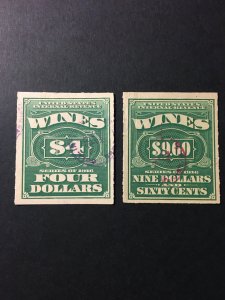 UNITED STATES
INTERNAL REVENUE
WINES
$4
SERIES OF 1916
FOUR
DOLLARS
UNITED STATES
INTERNAL REVENUE
WINES
$9.60
SERIES OF 1916
NINE DOLLARS
AND
SIXTY CENTS